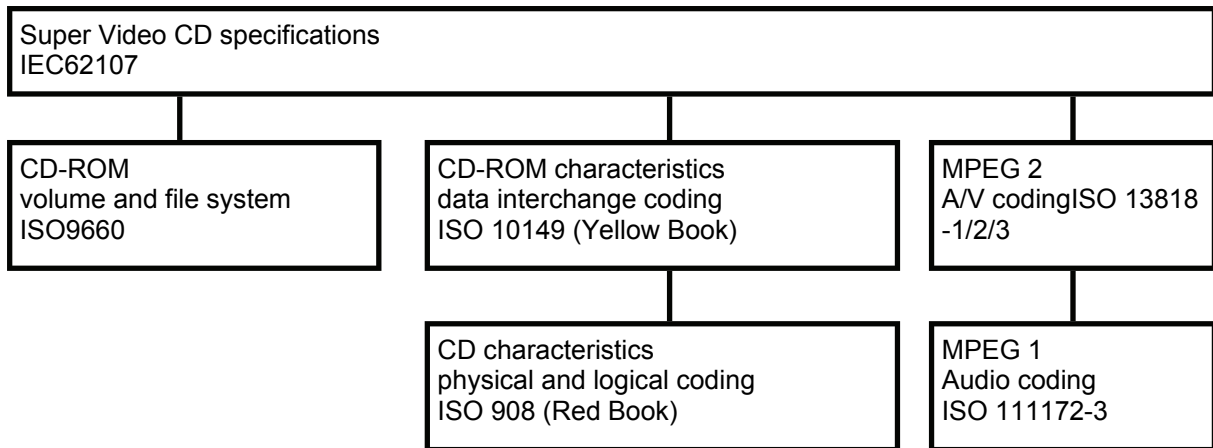 Super Video CD specifications
IEC62107
CD-ROM
volume and file system
ISO9660
CD-ROM characteristics
data interchange coding
ISO 10149 (Yellow Book)
MPEG 2
A/V codingISO 13818
-1/2/3
CD characteristics
physical and logical coding
ISO 908 (Red Book)
MPEG 1
Audio coding
ISO 111172-3